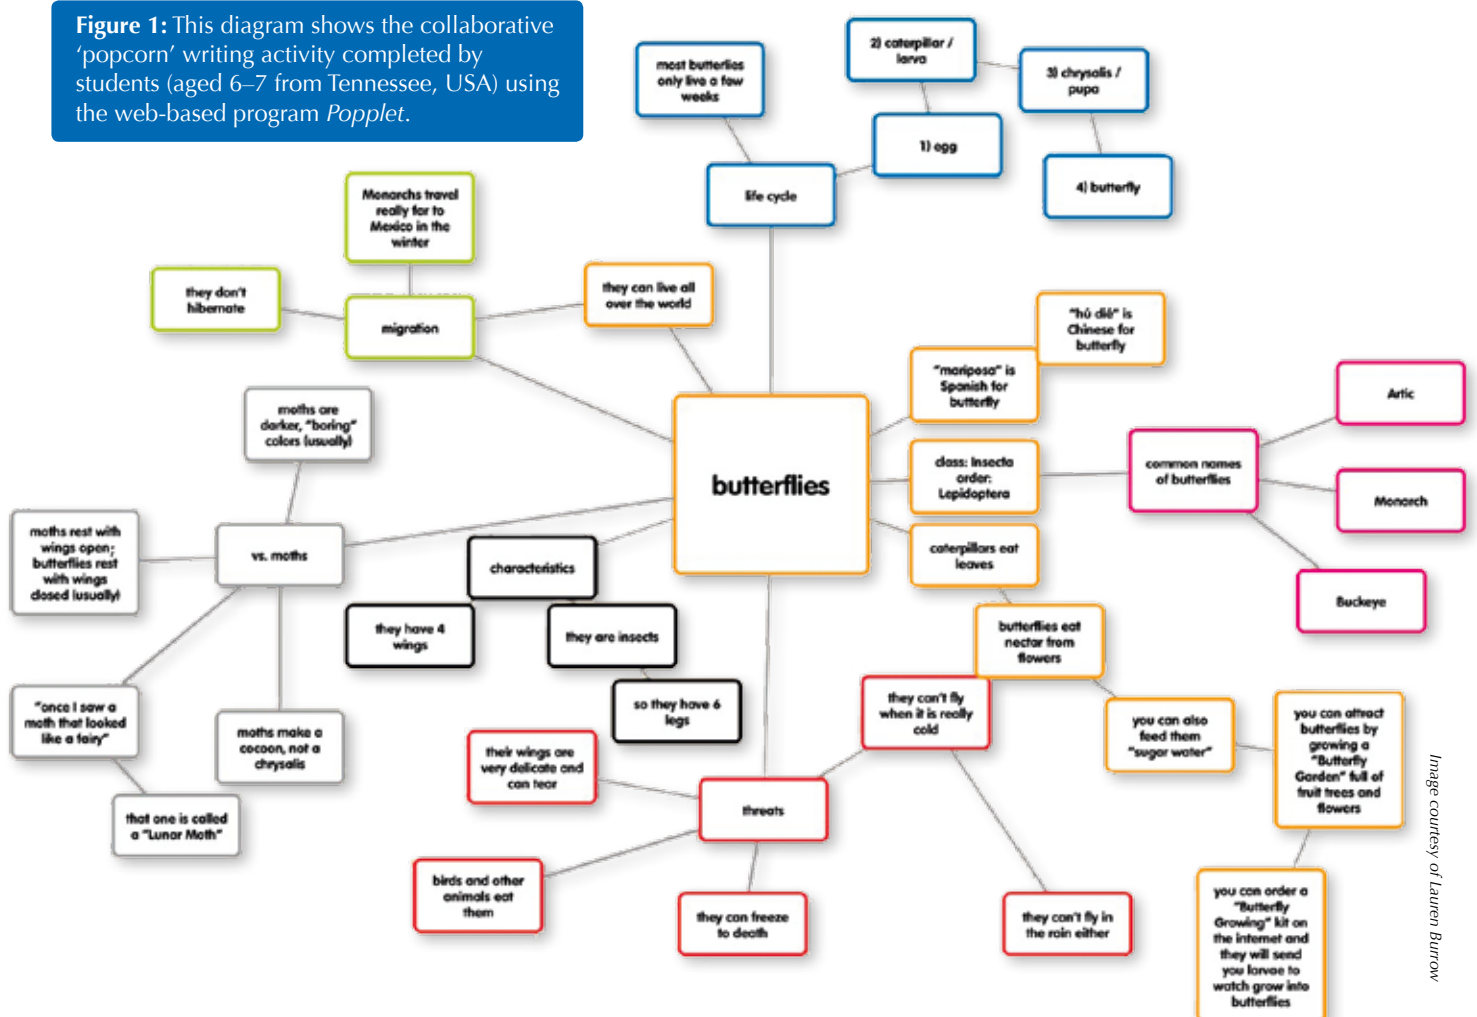 Figure 1: This diagram shows the collaborative
‘popcorn’ writing activity completed by
students (aged 6–7 from Tennessee, USA) using
the web-based program Popplet.
most butterflies
only live a few
weeks
2) caterpillar /
larva
3) chrysalis /
pupa
1) egg
4) butterfly
life cycle
Monarchs travel
really far to
Mexico in the
winter
they don't
hibernate
migration
they can live all
over the world
"hú dié" is
Chinese for
butterfly
"mariposa" is
Spanish for
butterfly
Artic
moths are
darker, "boring"
colors (usually)
butterflies
class: Insecta
order:
Lepidoptera
common names
of butterflies
Monarch
moths rest with
wings open;
butterflies rest
with wings
closed (usually)
vs. moths
characteristics
caterpillars eat
leaves
Buckeye
they have 4
wings
they are insects
butterflies eat
nectar from
flowers
so they have 6
legs
they can't fly
when it is really
cold
"once I saw a
moth that looked
like a fairy"
moths make a
cocoon, not a
chrysalis
you can also
feed them
"sugar water"
you can attract
butterflies by
growing a
"Butterfly
Garden" full of
fruit trees and
flowers
their wings are
very delicate and
can tear
threats
that one is called
a "Lunar Moth"
birds and other
animals eat
them
they can freeze
to death
they can't fly in
the rain either
you can order a
"Butterfly
Growing" kit on
the internet and
they will send
you larvae to
watch grow into
butterflies
Image courtesy of Lauren Burrow